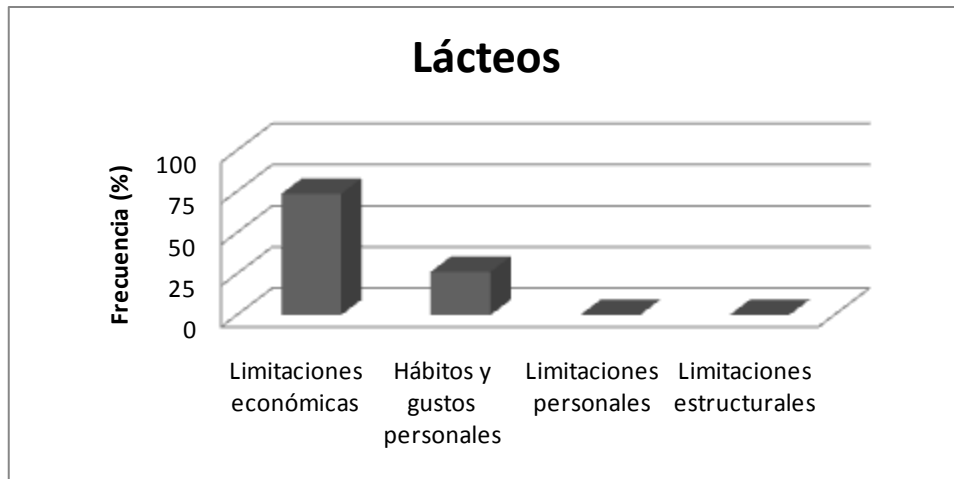 Lácteos
Frecuencia (%)
100
75
50
25
0
Limitaciones
económicas
Hábitos y
gustos
personales
Limitaciones
personales
Limitaciones
estructurales